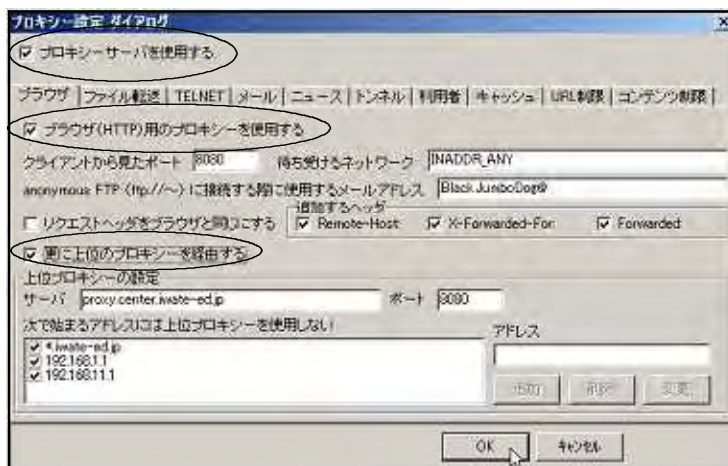 プロキシー設定 ダイアログ
プロキシーサーバを使用する
ブラウザ ファイル転送 TELNET メール ニュース トンネル 利用者 キャッシュ URL制限 コンテンツ制限
ブラウザ(HTTP)用のプロキシーを使用する
クライアントから見たポート 8080 待ち受けるネットワーク INADDR_ANY
anonymous FTP (ftp://～) に接続する際に使用するメールアドレス BlackJumboDog@
追加するヘッダ
リクエストヘッダをブラウザと同じにする Remote-Host X-Forwarded-For Forwarded
更に上位のプロキシーを経由する
上位プロキシーの設定
サーバ proxy.center.iwate-ed.jp ポート 8080
次で始まるアドレスには上位プロキシーを使用しない アドレス
*.iwate-ed.jp
192.168.1.1
192.168.11.1
追加 削除 変更
OK キャンセル